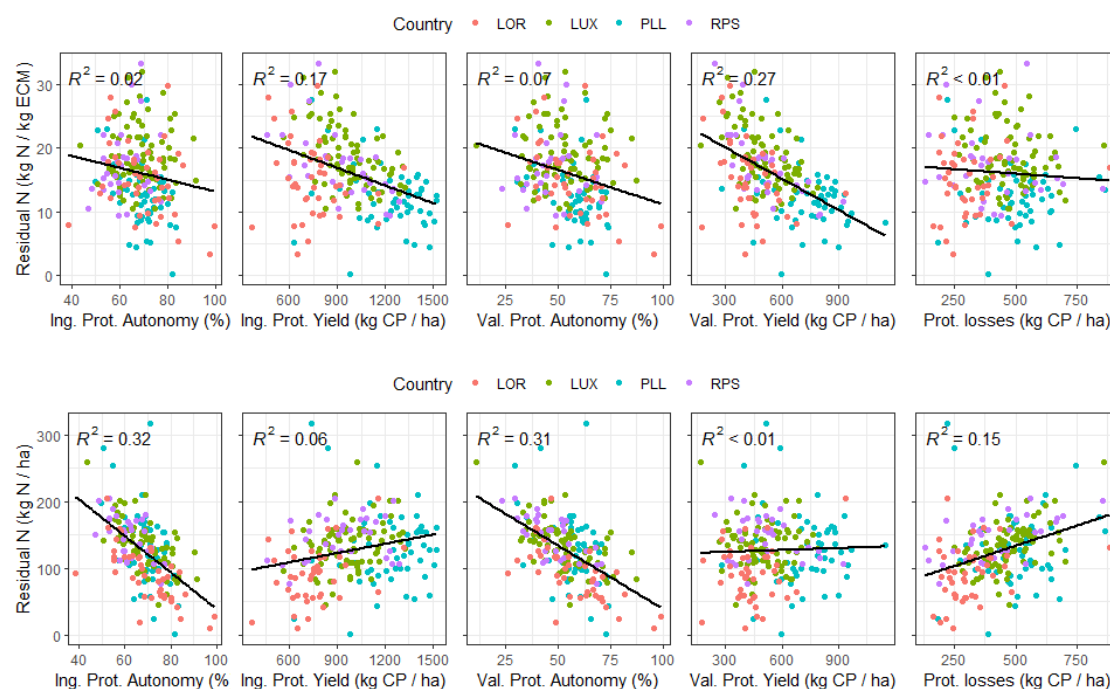 Country LOR LUX PLL RPS
Residual N (kg N / kg ECM)
30
20
10
0
R² = 0.02
R² = 0.17
R² = 0.07
R² = 0.27
R² < 0.01
40 60 80 100
600 900 1200 1500
25 50 75 100
300 600 900
250 500 750
Ing. Prot. Autonomy (%)
Ing. Prot. Yield (kg CP / ha)
Val. Prot. Autonomy (%)
Val. Prot. Yield (kg CP / ha)
Prot. losses (kg CP / ha)
Country LOR LUX PLL RPS
Residual N (kg N / ha)
300
200
100
0
R² = 0.32
R² = 0.06
R² = 0.31
R² < 0.01
R² = 0.15
40 60 80 100
600 900 1200 1500
25 50 75 100
300 600 900
250 500 750
Ing. Prot. Autonomy (%
Ing. Prot. Yield (kg CP / ha)
Val. Prot. Autonomy (%)
Val. Prot. Yield (kg CP / ha)
Prot. losses (kg CP / ha)